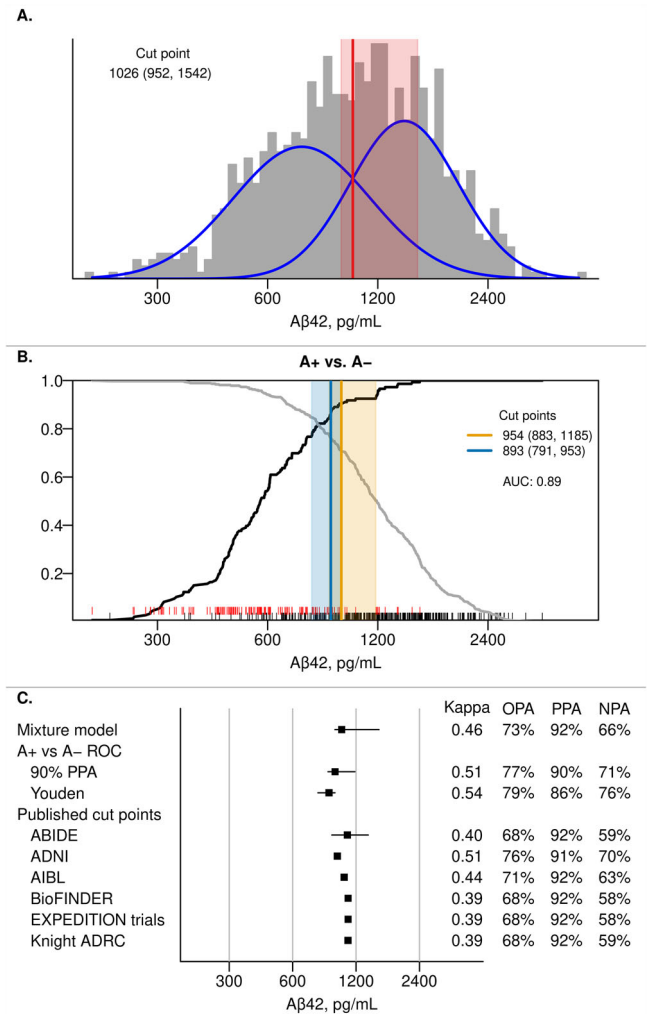 A.
Cut point
1026 (952, 1542)
300 600 1200 2400
Aβ42, pg/mL
B.
A+ vs. A−
1.0
0.8
0.6
0.4
0.2
Cut points
954 (883, 1185)
893 (791, 953)
AUC: 0.89
300 600 1200 2400
Aβ42, pg/mL
C.
Kappa OPA PPA NPA
Mixture model 0.46 73% 92% 66%
A+ vs A− ROC
90% PPA 0.51 77% 90% 71%
Youden 0.54 79% 86% 76%
Published cut points
ABIDE 0.40 68% 92% 59%
ADNI 0.51 76% 91% 70%
AIBL 0.44 71% 92% 63%
BioFINDER 0.39 68% 92% 58%
EXPEDITION trials 0.39 68% 92% 58%
Knight ADRC 0.39 68% 92% 59%
300 600 1200 2400
Aβ42, pg/mL